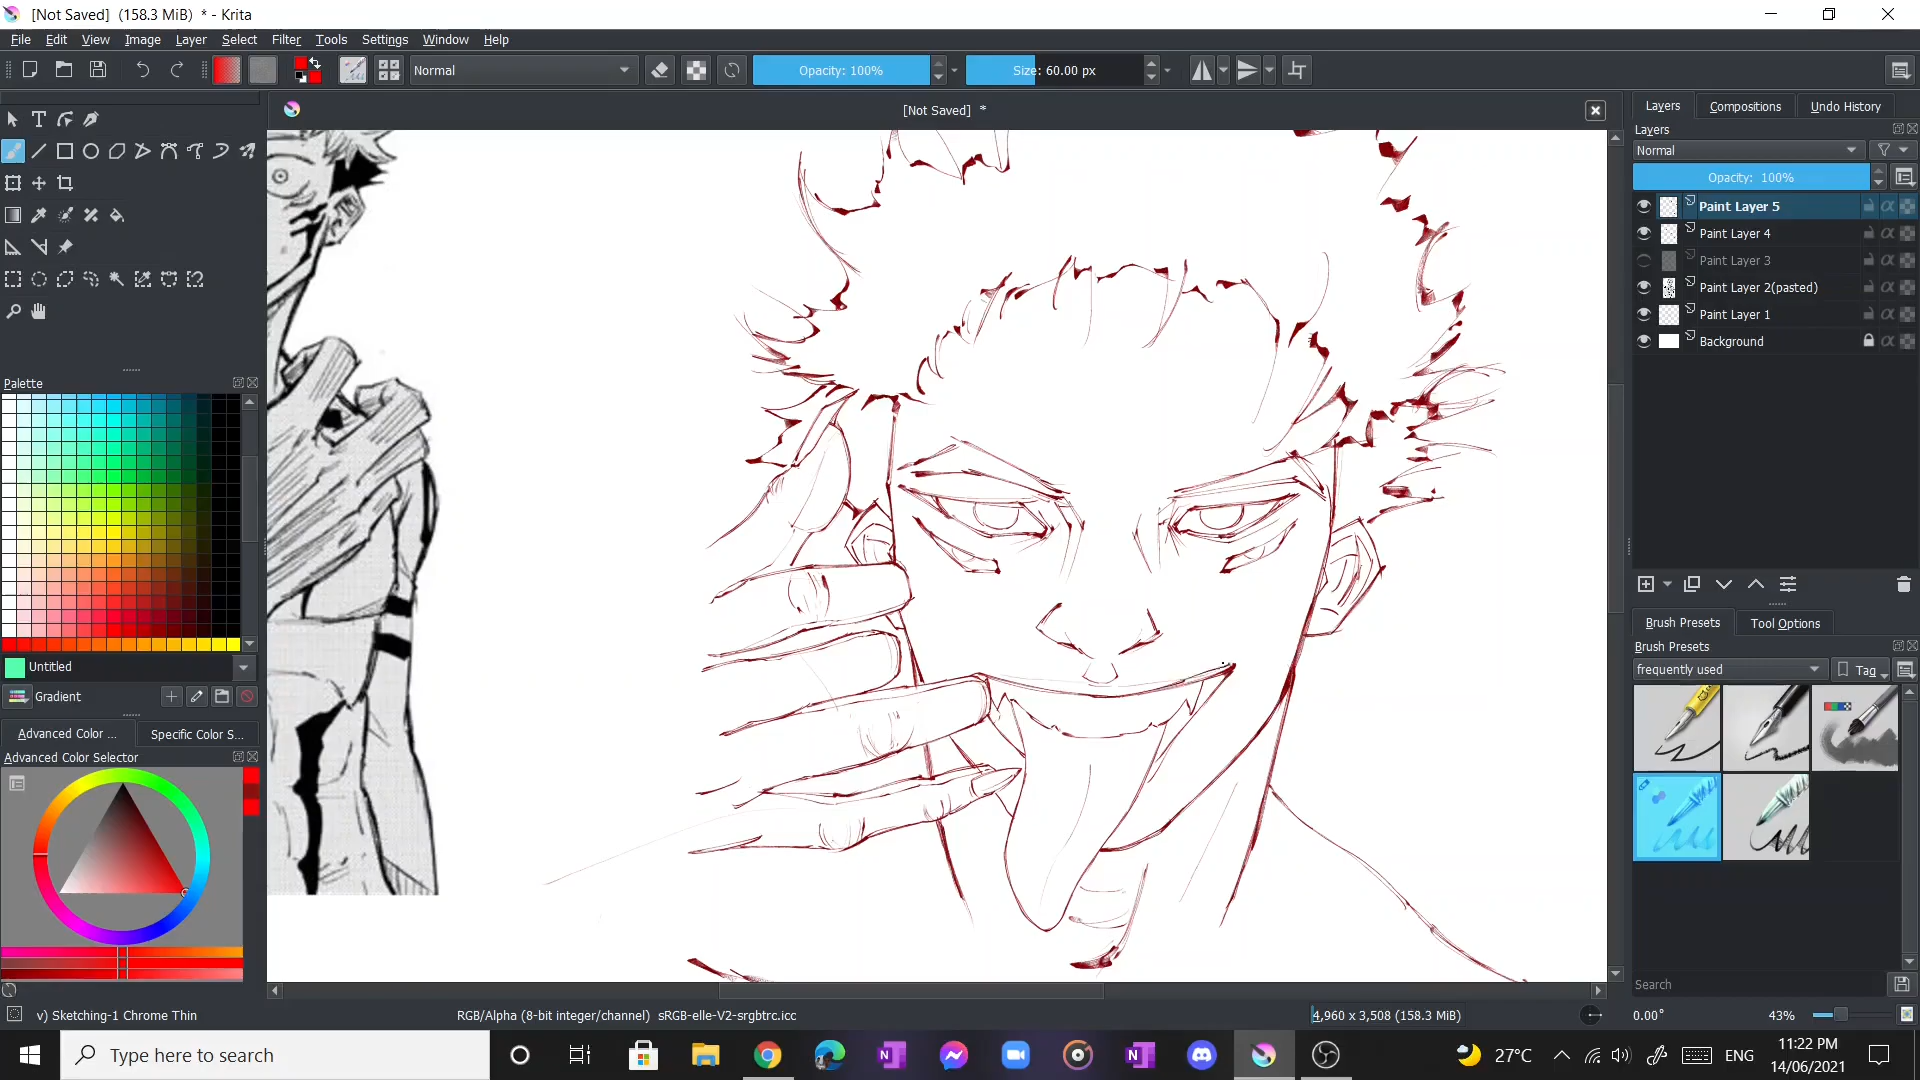 [Not Saved] (158.3 MiB) * - Krita
File Edit View Image Layer Select Filter Tools Settings Window Help
Normal Opacity: 100% Size: 60.00 px
[Not Saved] *
Layers Compositions Undo History
Layers
Normal
Opacity: 100%
Paint Layer 5
Paint Layer 4
Paint Layer 3
Paint Layer 2(pasted)
Paint Layer 1
Background
Palette
Untitled
Gradient
Advanced Color ... Specific Color S...
Advanced Color Selector
Brush Presets Tool Options
Brush Presets
frequently used Tag
Search
v) Sketching-1 Chrome Thin RGB/Alpha (8-bit integer/channel) sRGB-elle-V2-srgbtrc.icc 4,960 x 3,508 (158.3 MiB) 0.00° 43%
Type here to search 27°C ENG 11:22 PM
14/06/2021